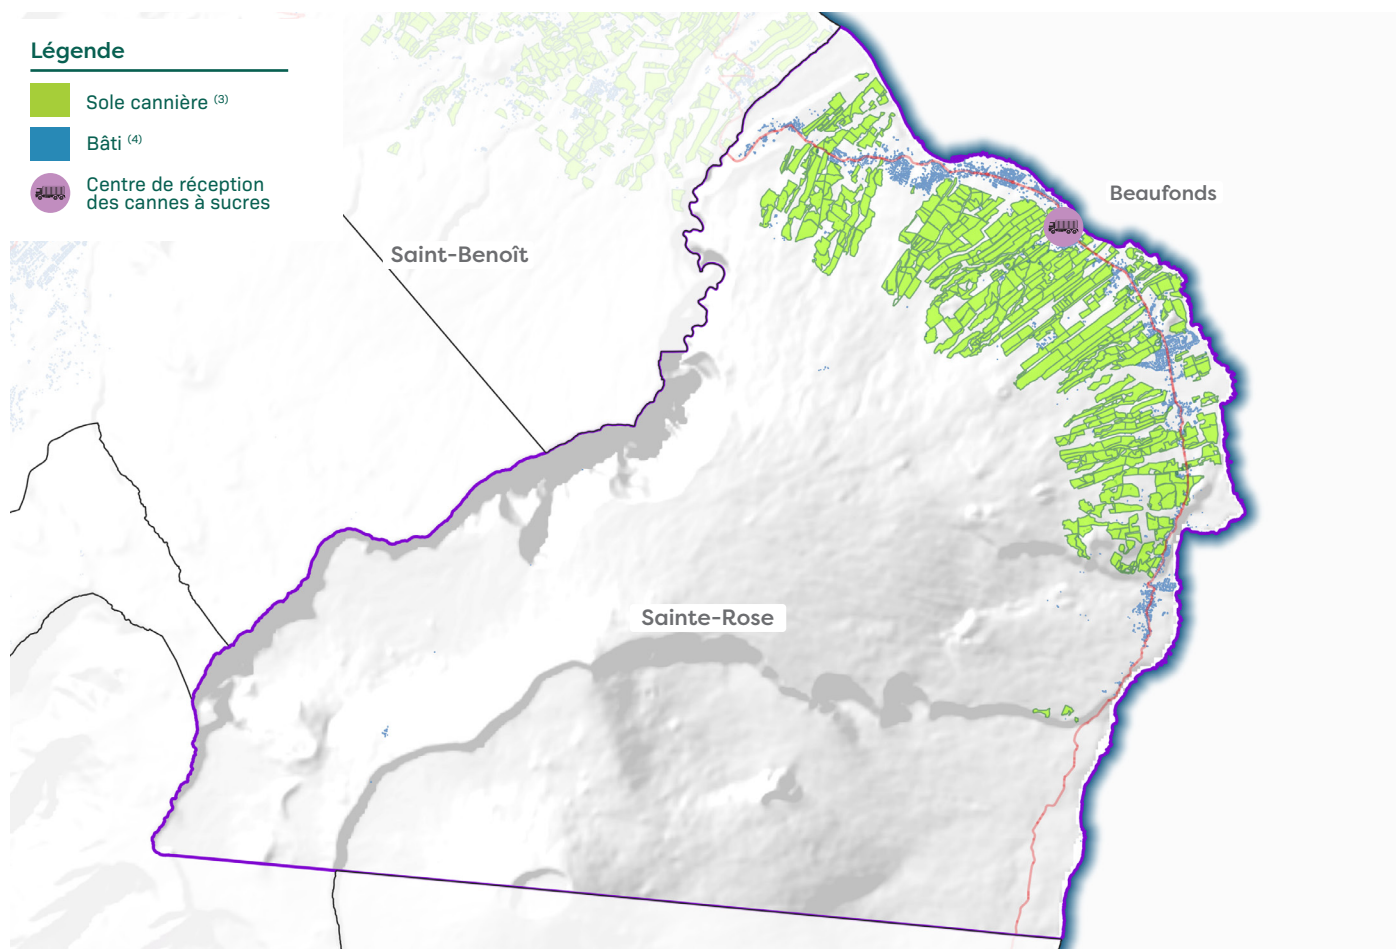 Légende
Sole cannière (3)
Bâti (4)
Centre de réception
des cannes à sucres
Beaufonds
Saint-Benoît
Sainte-Rose